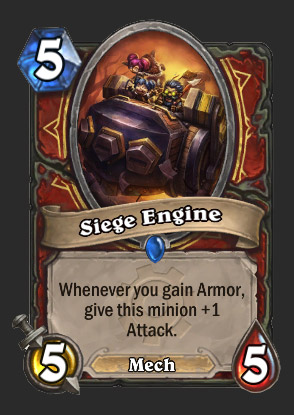 5
Siege Engine
Whenever you gain Armor,
give this minion +1
Attack.
5
Mech
5